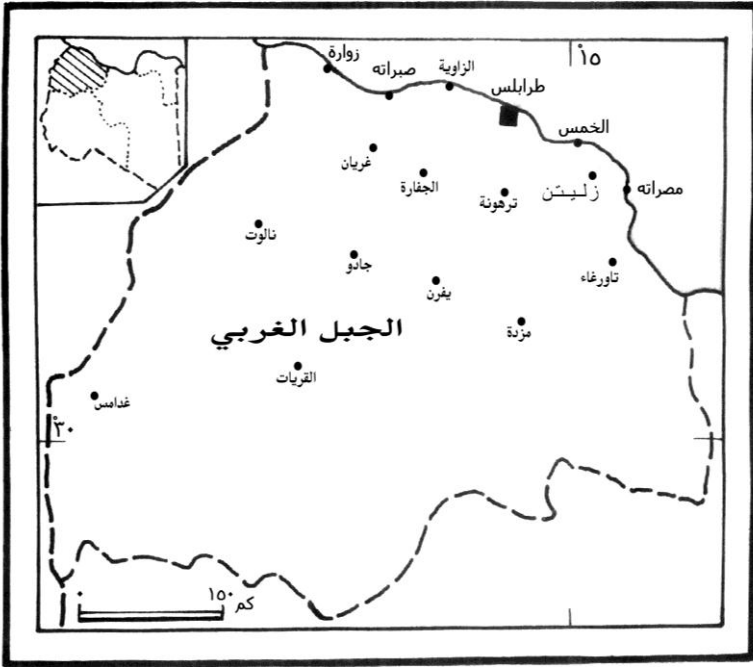 زوارة
صبراته
الزاوية
طرابلس
١٥°
الخمس
غريان
الجفارة
ترهونة
زليتن
مصراته
نالوت
جادو
يفرن
تاورغاء
الجبل الغربي
مزدة
القريات
غدامس
٣٠°
٠
١٥٠ كم
١٥